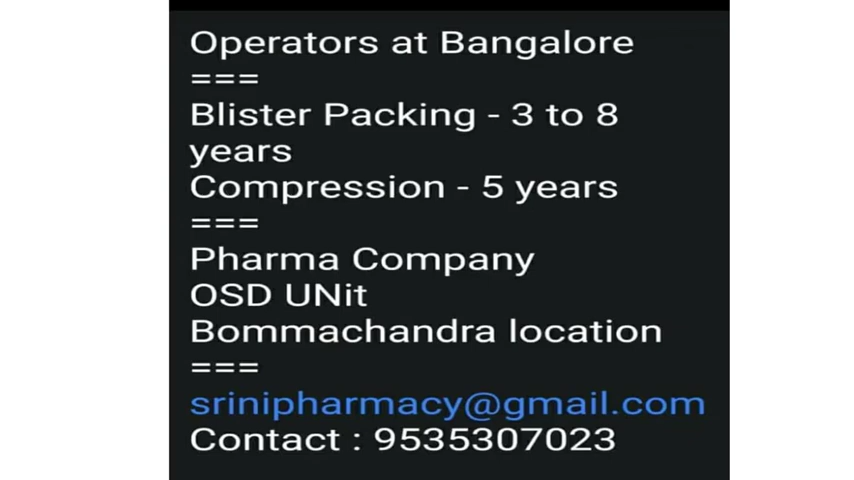 Operators at Bangalore
===
Blister Packing - 3 to 8
years
Compression - 5 years
===
Pharma Company
OSD UNit
Bommachandra location
===
srinipharmacy@gmail.com
Contact : 9535307023